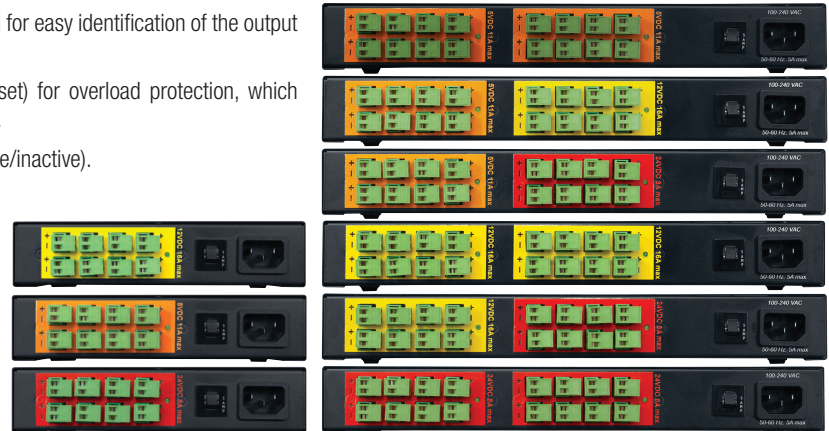 for easy identification of the output
set) for overload protection, which
e/inactive).
5VDC 11A max
5VDC 11A max
100-240 VAC
50-60 Hz, 5A max
5VDC 11A max
12VDC 16A max
100-240 VAC
50-60 Hz, 5A max
5VDC 11A max
24VDC 8A max
100-240 VAC
50-60 Hz, 5A max
12VDC 16A max
12VDC 16A max
100-240 VAC
50-60 Hz, 5A max
12VDC 16A max
24VDC 8A max
100-240 VAC
50-60 Hz, 5A max
24VDC 8A max
24VDC 8A max
100-240 VAC
50-60 Hz, 5A max
12VDC 16A max
5VDC 11A max
24VDC 8A max